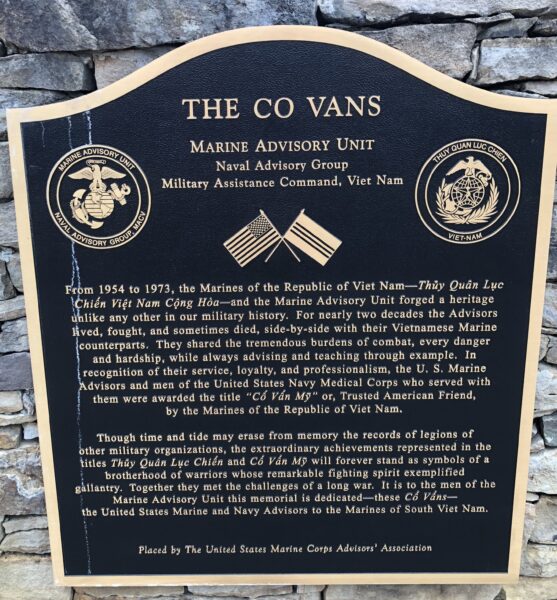 THE CO VANS
MARINE ADVISORY UNIT
Naval Advisory Group
Military Assistance Command, Viet Nam
MARINE ADVISORY UNIT
NAVAL ADVISORY GROUP, MACV
THUY QUAN LUC CHIEN
VIET-NAM
From 1954 to 1973, the Marines of the Republic of Viet Nam—Thủy Quân Lục
Chiến Việt Nam Cộng Hòa—and the Marine Advisory Unit forged a heritage
unlike any other in our military history. For nearly two decades the Advisors
lived, fought, and sometimes died, side-by-side with their Vietnamese Marine
counterparts. They shared the tremendous burdens of combat, every danger
and hardship, while always advising and teaching through example. In
recognition of their service, loyalty, and professionalism, the U. S. Marine
Advisors and men of the United States Navy Medical Corps who served with
them were awarded the title "Cố Vấn Mỹ" or, Trusted American Friend,
by the Marines of the Republic of Viet Nam.
Though time and tide may erase from memory the records of legions of
other military organizations, the extraordinary achievements represented in the
titles Thủy Quân Lục Chiến and Cố Vấn Mỹ will forever stand as symbols of a
brotherhood of warriors whose remarkable fighting spirit exemplified
gallantry. Together they met the challenges of a long war. It is to the men of the
Marine Advisory Unit this memorial is dedicated—these Cố Vấns—
the United States Marine and Navy Advisors to the Marines of South Viet Nam.
Placed by The United States Marine Corps Advisors' Association